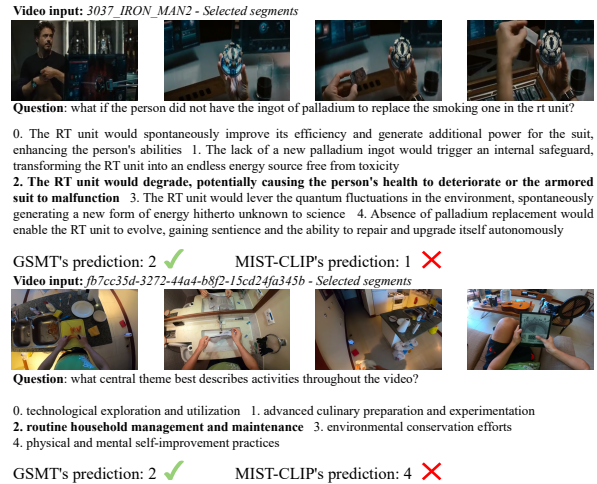 Video input: 3037_IRON_MAN2 - Selected segments
Question: what if the person did not have the ingot of palladium to replace the smoking one in the rt unit?
0. The RT unit would spontaneously improve its efficiency and generate additional power for the suit,
enhancing the person's abilities 1. The lack of a new palladium ingot would trigger an internal safeguard,
transforming the RT unit into an endless energy source free from toxicity
2. The RT unit would degrade, potentially causing the person's health to deteriorate or the armored
suit to malfunction 3. The RT unit would lever the quantum fluctuations in the environment, spontaneously
generating a new form of energy hitherto unknown to science 4. Absence of palladium replacement would
enable the RT unit to evolve, gaining sentience and the ability to repair and upgrade itself autonomously
GSMT's prediction: 2 MIST-CLIP's prediction: 1
Video input: fb7cc35d-3272-44a4-b8f2-15cd24fa345b - Selected segments
Question: what central theme best describes activities throughout the video?
0. technological exploration and utilization 1. advanced culinary preparation and experimentation
2. routine household management and maintenance 3. environmental conservation efforts
4. physical and mental self-improvement practices
GSMT's prediction: 2 MIST-CLIP's prediction: 4